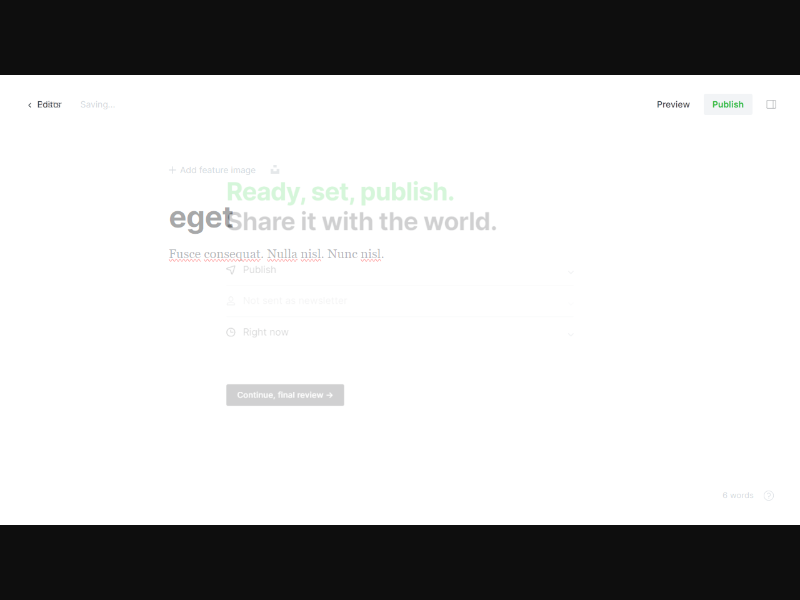 Editor Saving... Preview Publish
Add feature image
Ready, set, publish.
eget
Share it with the world.
Fusce consequat. Nulla nisl. Nunc nisl.
Publish
Not sent as newsletter
Right now
Continue, final review →
6 words